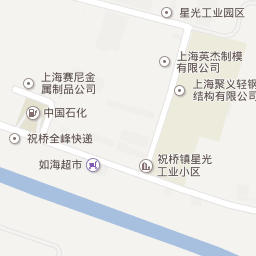 星光工业园区
上海英杰制模
有限公司
上海赛尼金
属制品公司
上海聚义轻钢
结构有限公司
中国石化
祝桥全峰快递
如海超市
祝桥镇星光
工业小区